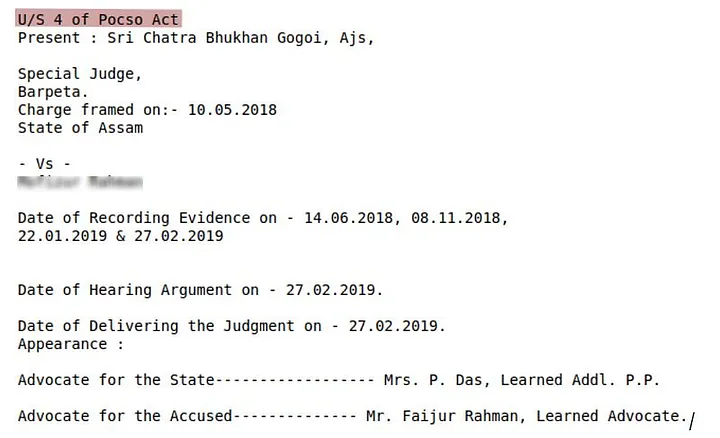 U/S 4 of Pocso Act
Present : Sri Chatra Bhukhan Gogoi, Ajs,
Special Judge,
Barpeta.
Charge framed on:- 10.05.2018
State of Assam
- Vs -
Date of Recording Evidence on - 14.06.2018, 08.11.2018,
22.01.2019 & 27.02.2019
Date of Hearing Argument on - 27.02.2019.
Date of Delivering the Judgment on - 27.02.2019.
Appearance :
Advocate for the State------------------ Mrs. P. Das, Learned Addl. P.P.
Advocate for the Accused-------------- Mr. Faijur Rahman, Learned Advocate./